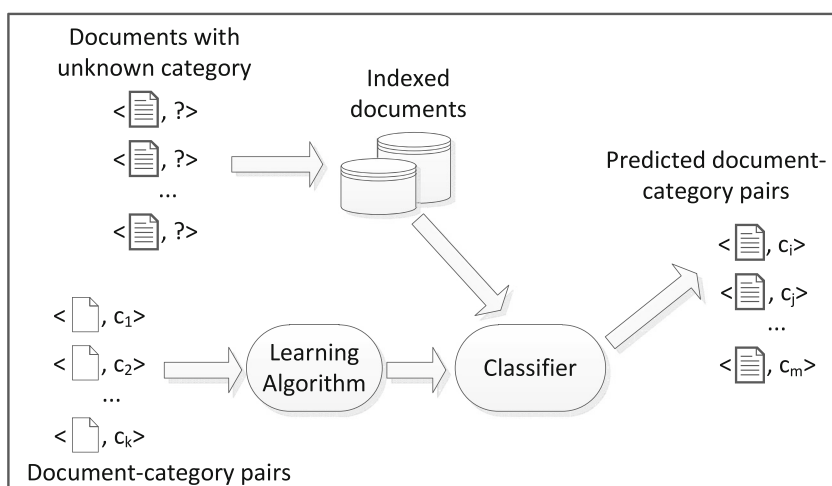 Documents with
unknown category
< , ?>
< , ?>
...
< , ?>
Indexed
documents
Predicted document-
category pairs
< , ci>
< , cj>
...
< , cm>
< , c1>
< , c2>
...
< , ck>
Document-category pairs
Learning
Algorithm
Classifier